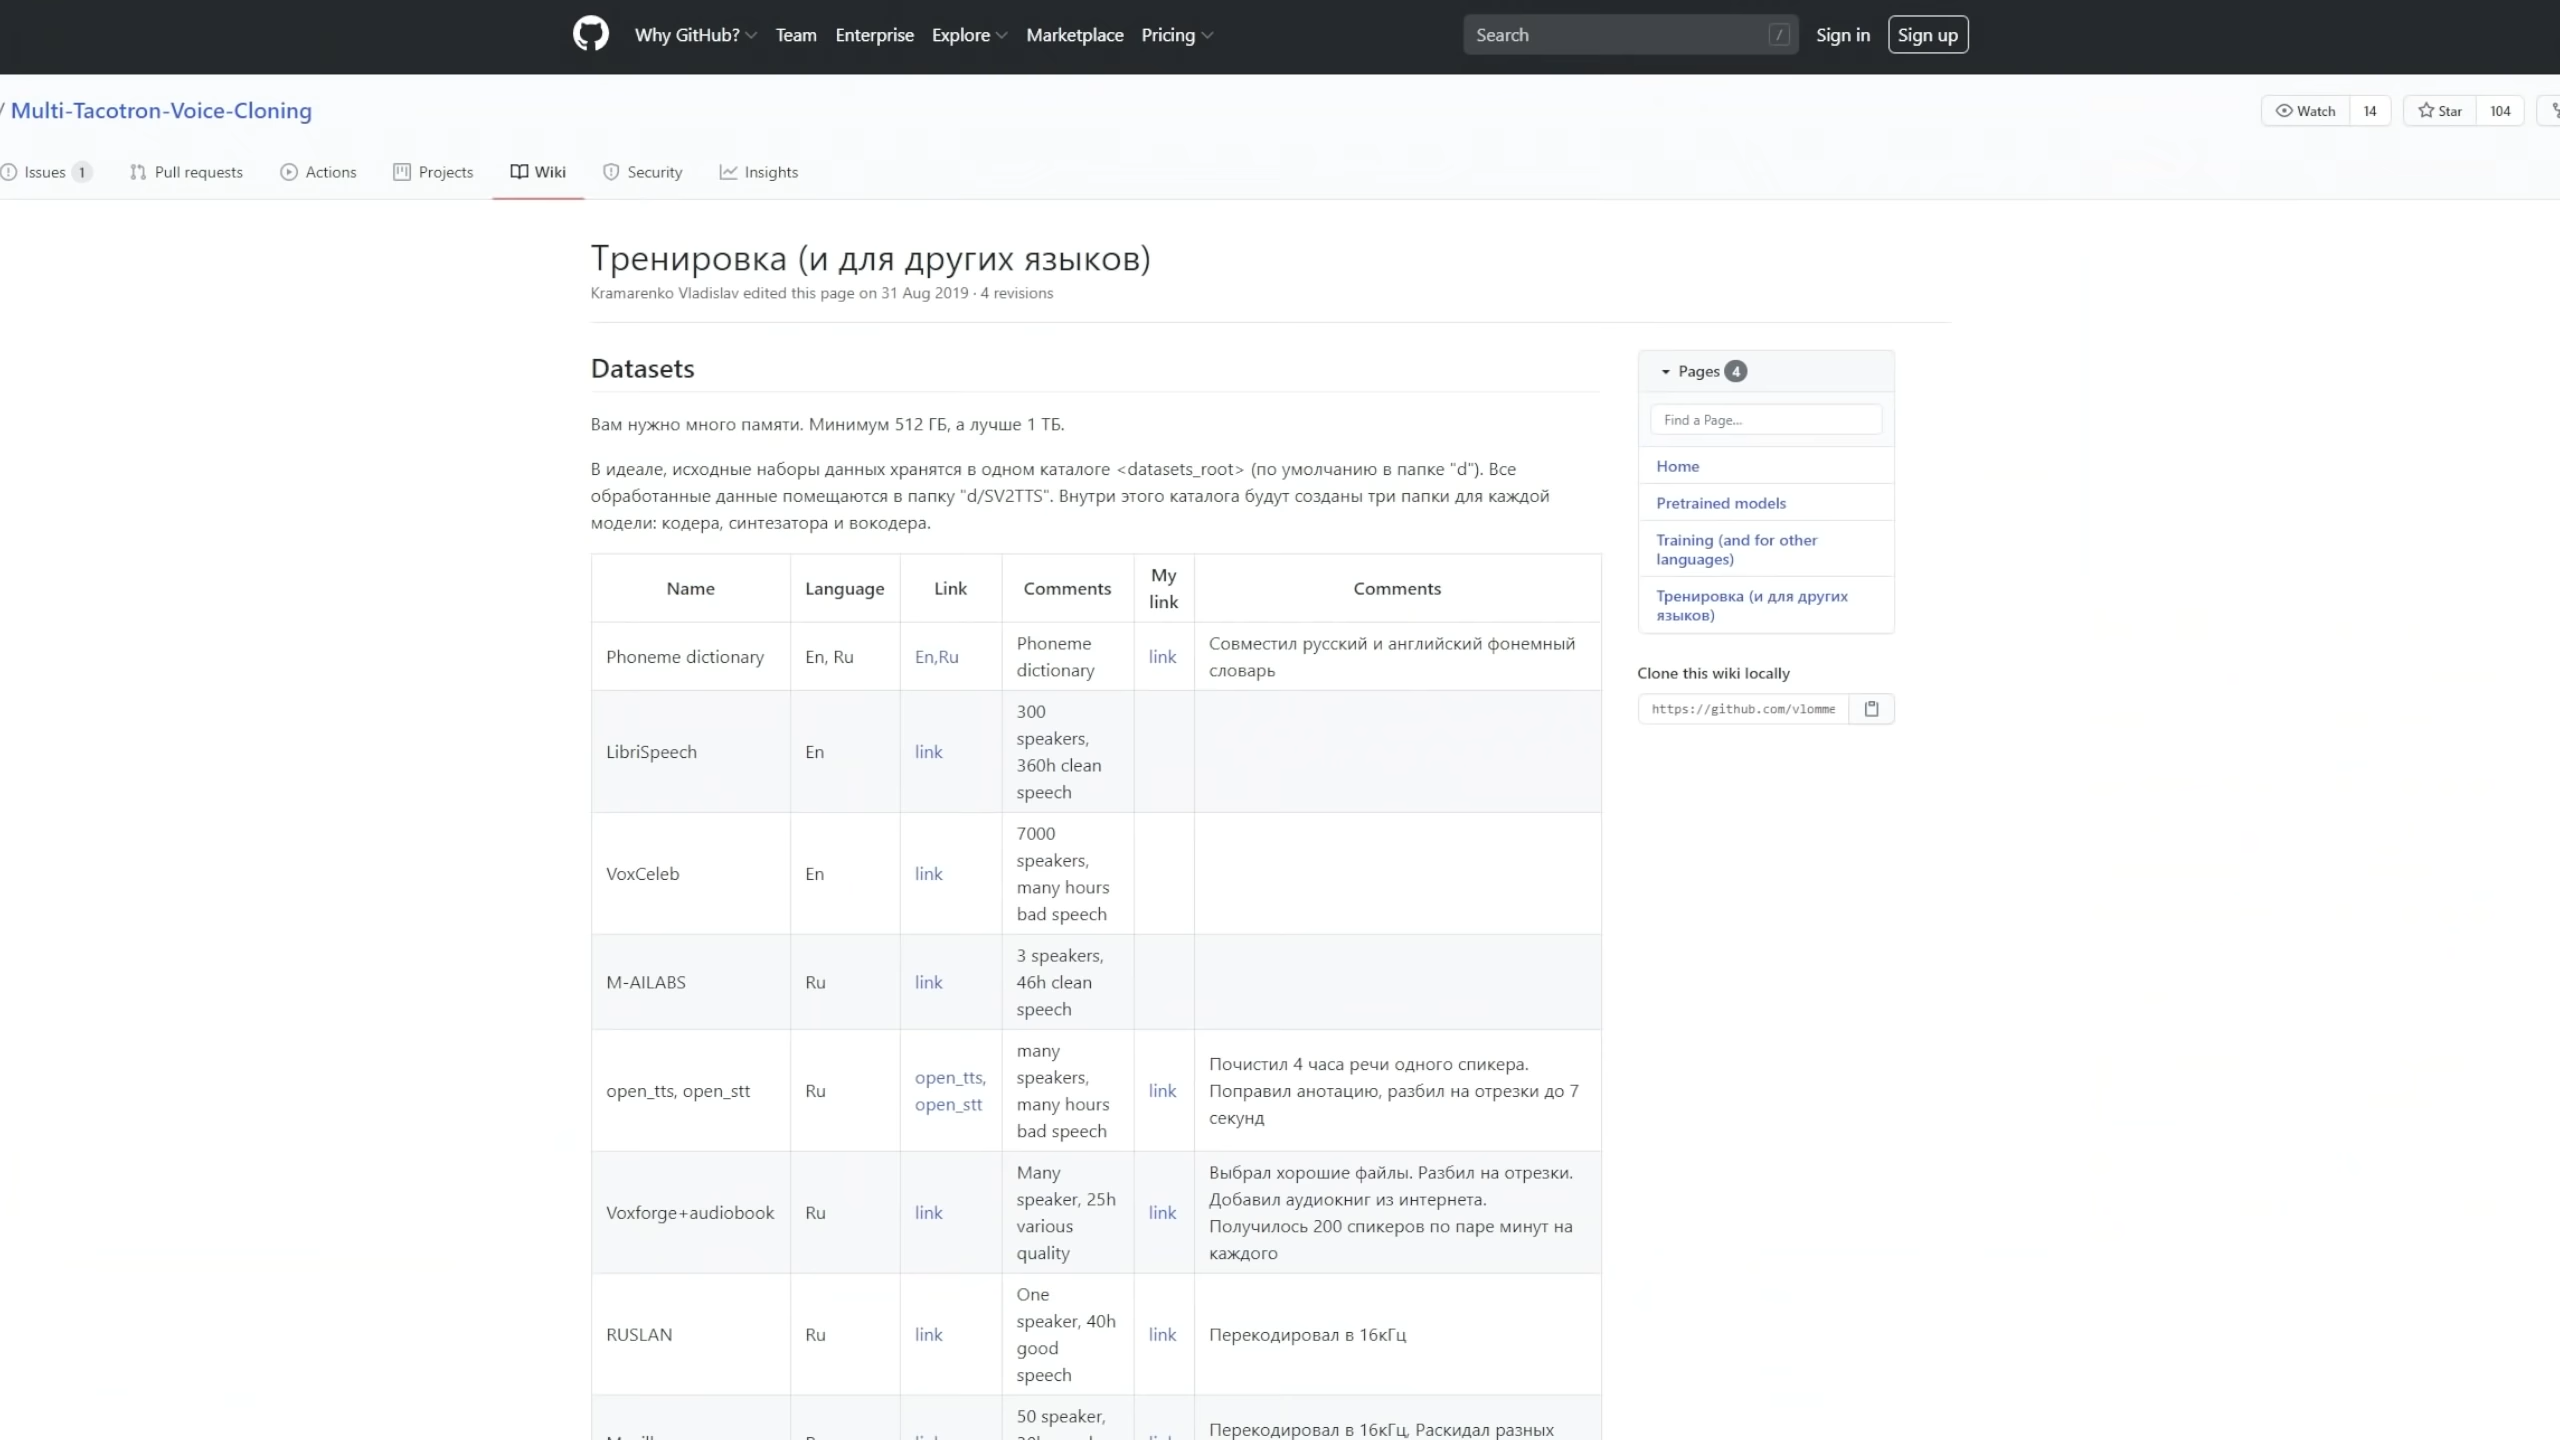 Why GitHub? Team Enterprise Explore Marketplace Pricing Search / Sign in Sign up
/ Multi-Tacotron-Voice-Cloning Watch 14 Star 104
Issues 1 Pull requests Actions Projects Wiki Security Insights
Тренировка (и для других языков)
Kramarenko Vladislav edited this page on 31 Aug 2019 · 4 revisions
Datasets
Вам нужно много памяти. Минимум 512 ГБ, а лучше 1 ТБ.
В идеале, исходные наборы данных хранятся в одном каталоге <datasets_root> (по умолчанию в папке "d"). Все
обработанные данные помещаются в папку "d/SV2TTS". Внутри этого каталога будут созданы три папки для каждой
модели: кодера, синтезатора и вокодера.
Name Language Link Comments My link Comments
Phoneme dictionary En, Ru En,Ru Phoneme dictionary link Совместил русский и английский фонемный
словарь
LibriSpeech En link 300
speakers,
360h clean
speech
VoxCeleb En link 7000
speakers,
many hours
bad speech
M-AILABS Ru link 3 speakers,
46h clean
speech
open_tts, open_stt Ru open_tts, open_stt many
speakers,
many hours
bad speech
link Почистил 4 часа речи одного спикера.
Поправил анотацию, разбил на отрезки до 7
секунд
Voxforge+audiobook Ru link Many
speaker, 25h
various
quality
link Выбрал хорошие файлы. Разбил на отрезки.
Добавил аудиокниг из интернета.
Получилось 200 спикеров по паре минут на
каждого
RUSLAN Ru link One
speaker, 40h
good
speech
link Перекодировал в 16кГц
50 speaker,
Перекодировал в 16кГц, Раскидал разных
Pages 4
Find a Page...
Home
Pretrained models
Training (and for other
languages)
Тренировка (и для других
языков)
Clone this wiki locally
https://github.com/vlomme